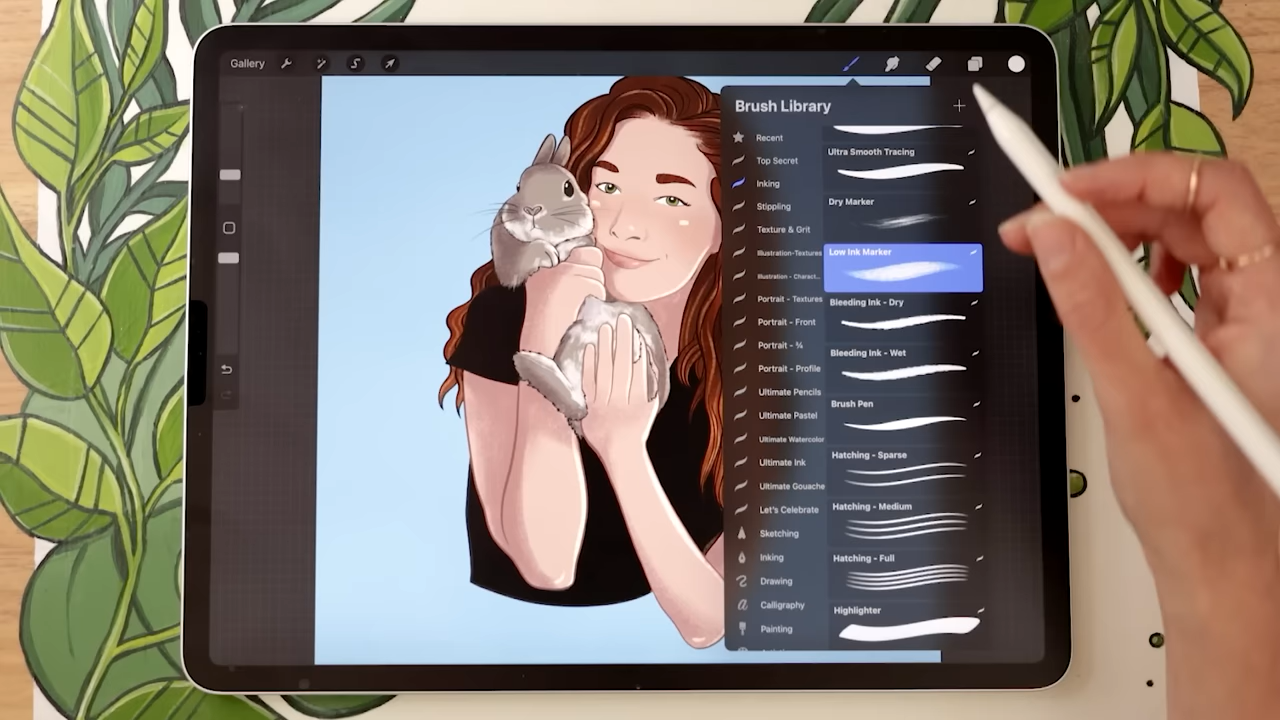 Gallery
Brush Library
Recent
Top Secret
Inking
Stippling
Texture & Grit
Illustration-Textures
Illustration - Charact...
Portrait - Textures
Portrait - Front
Portrait - ¾
Portrait - Profile
Ultimate Pencils
Ultimate Pastel
Ultimate Watercolor
Ultimate Ink
Ultimate Gouache
Let's Celebrate
Sketching
Inking
Drawing
Calligraphy
Painting
Ultra Smooth Tracing
Dry Marker
Low Ink Marker
Bleeding Ink - Dry
Bleeding Ink - Wet
Brush Pen
Hatching - Sparse
Hatching - Medium
Hatching - Full
Highlighter